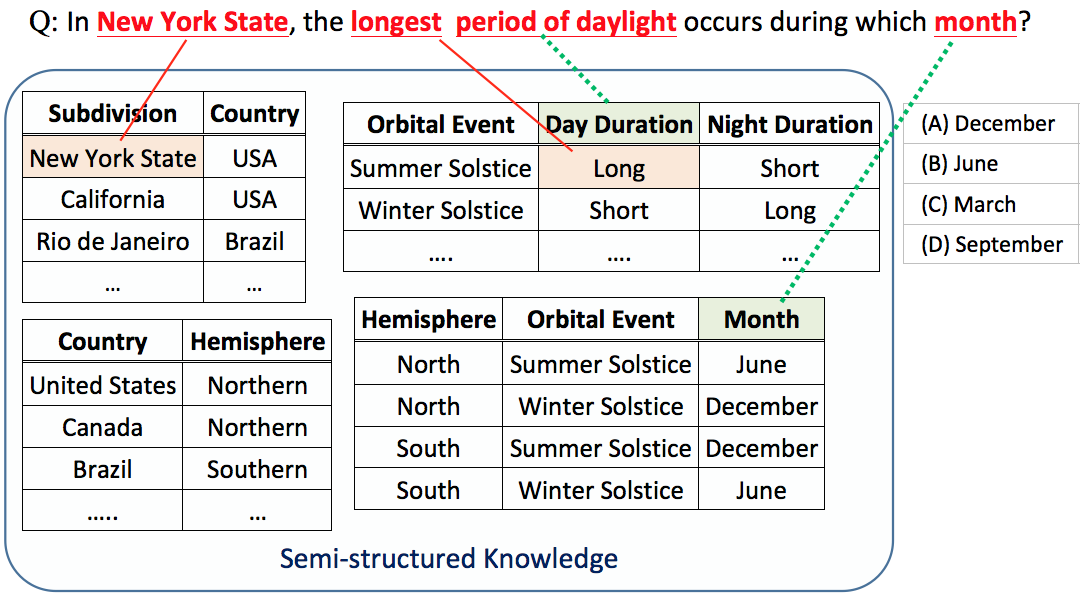 Q: In New York State, the longest period of daylight occurs during which month?
Subdivision Country
New York State USA
California USA
Rio de Janeiro Brazil
... ...
Country Hemisphere
United States Northern
Canada Northern
Brazil Southern
..... ...
Orbital Event Day Duration Night Duration
Summer Solstice Long Short
Winter Solstice Short Long
.... .... ...
Hemisphere Orbital Event Month
North Summer Solstice June
North Winter Solstice December
South Summer Solstice December
South Winter Solstice June
(A) December
(B) June
(C) March
(D) September
Semi-structured Knowledge